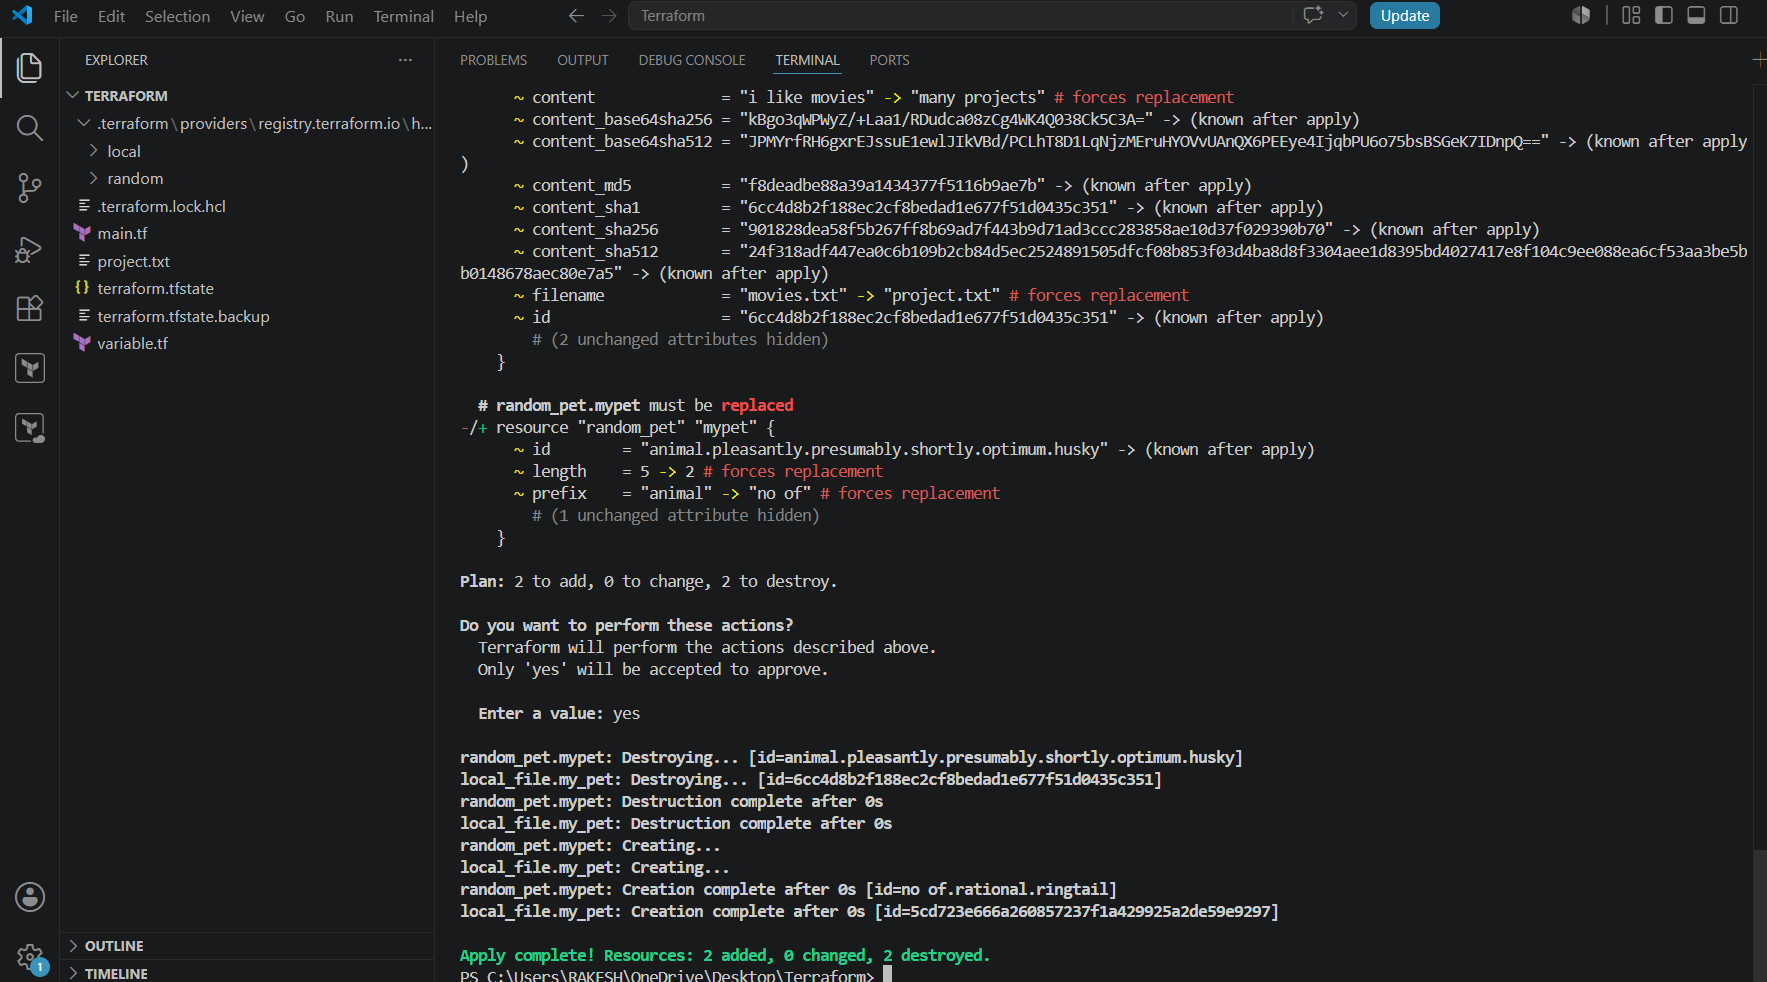 File Edit Selection View Go Run Terminal Help
Terraform
Update
EXPLORER
TERRAFORM
.terraform\providers\registry.terraform.io\h...
local
random
.terraform.lock.hcl
main.tf
project.txt
{} terraform.tfstate
terraform.tfstate.backup
variable.tf
OUTLINE
TIMELINE
1
PROBLEMS OUTPUT DEBUG CONSOLE TERMINAL PORTS
~ content = "i like movies" -> "many projects" # forces replacement
~ content_base64sha256 = "kBgo3qWPWyZ/+Laa1/RDudca08zCg4WK4Q038Ck5C3A=" -> (known after apply)
~ content_base64sha512 = "JPMYrfRH6gxrEJssuE1ewlJIkVBd/PCLhT8D1LqNjzMEruHYOVvUAnQX6PEEye4IjqbPU6o75bsBSGeK7IDnpQ==" -> (known after apply
)
~ content_md5 = "f8deadbe88a39a1434377f5116b9ae7b" -> (known after apply)
~ content_sha1 = "6cc4d8b2f188ec2cf8bedad1e677f51d0435c351" -> (known after apply)
~ content_sha256 = "901828dea58f5b267ff8b69ad7f443b9d71ad3ccc283858ae10d37f029390b70" -> (known after apply)
~ content_sha512 = "24f318adf447ea0c6b109b2cb84d5ec2524891505dfcf08b853f03d4ba8d8f3304aee1d8395bd4027417e8f104c9ee088ea6cf53aa3be5b
b0148678aec80e7a5" -> (known after apply)
~ filename = "movies.txt" -> "project.txt" # forces replacement
~ id = "6cc4d8b2f188ec2cf8bedad1e677f51d0435c351" -> (known after apply)
# (2 unchanged attributes hidden)
}
# random_pet.mypet must be replaced
-/+ resource "random_pet" "mypet" {
~ id = "animal.pleasantly.presumably.shortly.optimum.husky" -> (known after apply)
~ length = 5 -> 2 # forces replacement
~ prefix = "animal" -> "no of" # forces replacement
# (1 unchanged attribute hidden)
}
Plan: 2 to add, 0 to change, 2 to destroy.
Do you want to perform these actions?
Terraform will perform the actions described above.
Only 'yes' will be accepted to approve.
Enter a value: yes
random_pet.mypet: Destroying... [id=animal.pleasantly.presumably.shortly.optimum.husky]
local_file.my_pet: Destroying... [id=6cc4d8b2f188ec2cf8bedad1e677f51d0435c351]
random_pet.mypet: Destruction complete after 0s
local_file.my_pet: Destruction complete after 0s
random_pet.mypet: Creating...
local_file.my_pet: Creating...
random_pet.mypet: Creation complete after 0s [id=no of.rational.ringtail]
local_file.my_pet: Creation complete after 0s [id=5cd723e666a260857237f1a429925a2de59e9297]
Apply complete! Resources: 2 added, 0 changed, 2 destroyed.
PS C:\Users\RAKESH\OneDrive\Desktop\Terraform>